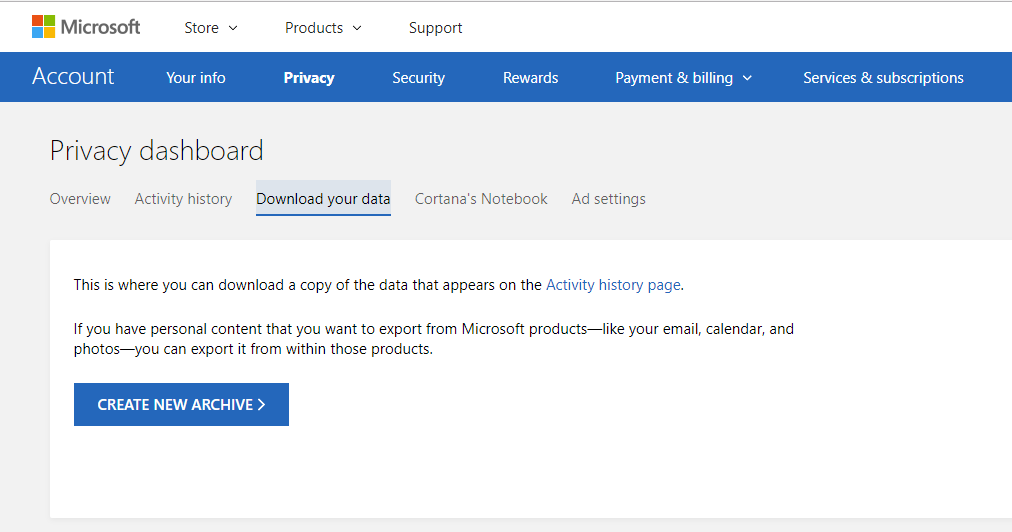 Microsoft Store Products Support
Account Your info Privacy Security Rewards Payment & billing Services & subscriptions
Privacy dashboard
Overview Activity history Download your data Cortana's Notebook Ad settings
This is where you can download a copy of the data that appears on the Activity history page.
If you have personal content that you want to export from Microsoft products—like your email, calendar, and
photos—you can export it from within those products.
CREATE NEW ARCHIVE >